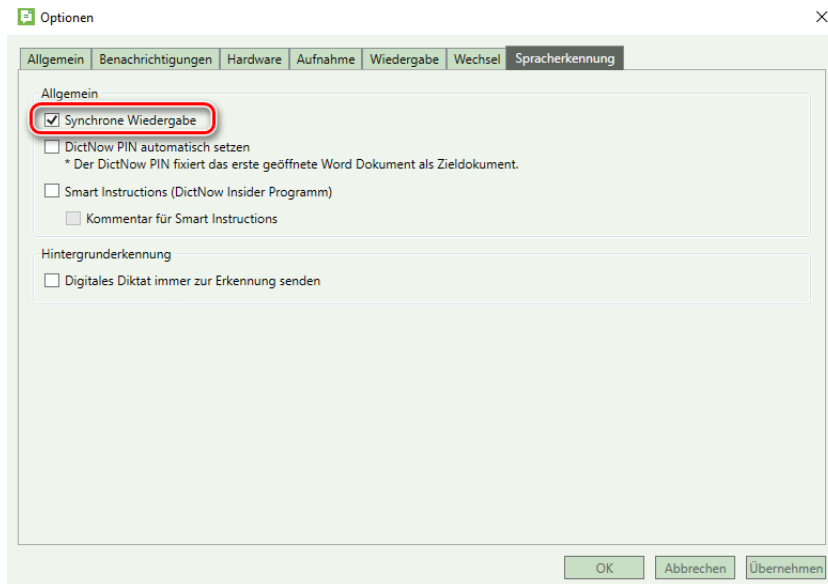 Optionen
Allgemein Benachrichtigungen Hardware Aufnahme Wiedergabe Wechsel Spracherkennung
Allgemein
Synchrone Wiedergabe
DictNow PIN automatisch setzen
* Der DictNow PIN fixiert das erste geöffnete Word Dokument als Zieldokument.
Smart Instructions (DictNow Insider Programm)
Kommentar für Smart Instructions
Hintergrunderkennung
Digitales Diktat immer zur Erkennung senden
OK Abbrechen Übernehmen